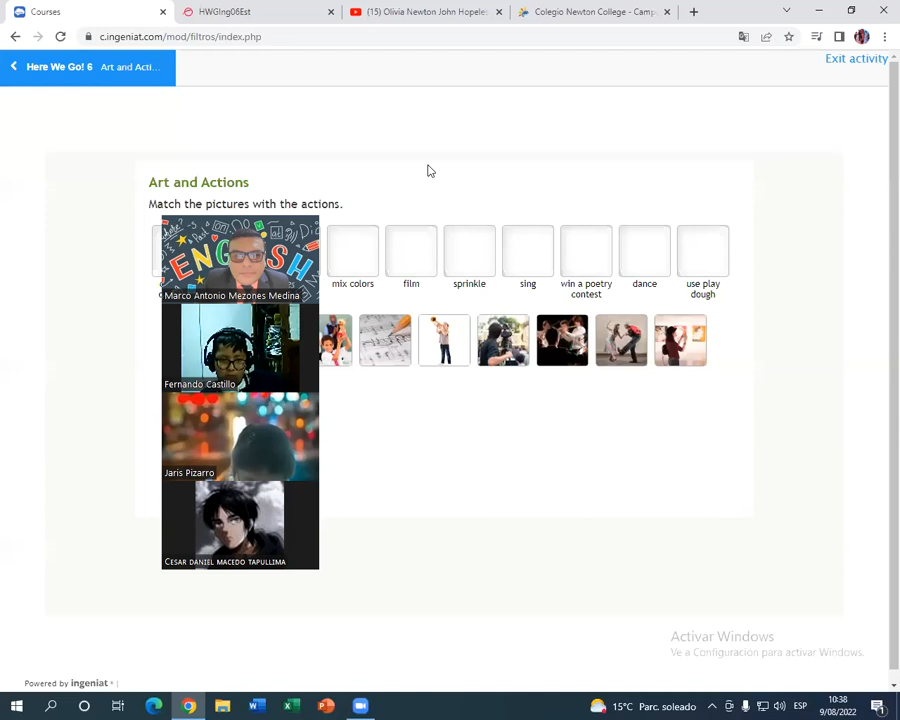 Courses
HWGIng06Est
(15) Olivia Newton John Hopeles
Colegio Newton College - Camp
c.ingeniat.com/mod/filtros/index.php
Here We Go! 6 Art and Acti...
Exit activity
Art and Actions
Match the pictures with the actions.
mix colors
film
sprinkle
sing
win a poetry contest
dance
use play dough
ENGLISH
Marco Antonio Mezones Medina
Fernando Castillo
Jaris Pizarro
CESAR DANIEL MACEDO TAPULLIMA
Activar Windows
Ve a Configuración para activar Windows.
Powered by ingeniat
15°C Parc. soleado
ESP
10:38
9/08/2022